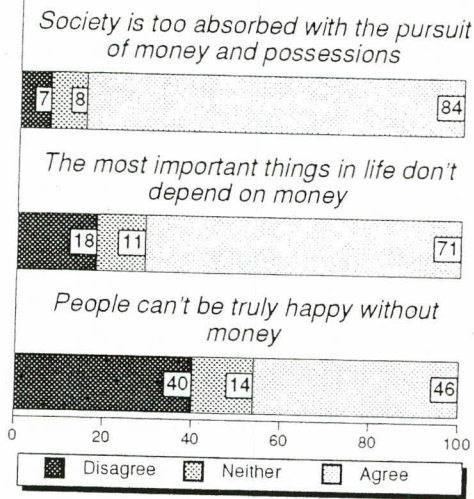 Society is too absorbed with the pursuit
of money and possessions
7 8 84
The most important things in life don't
depend on money
18 11 71
People can't be truly happy without
money
40 14 46
0 20 40 60 80 100
Disagree Neither Agree